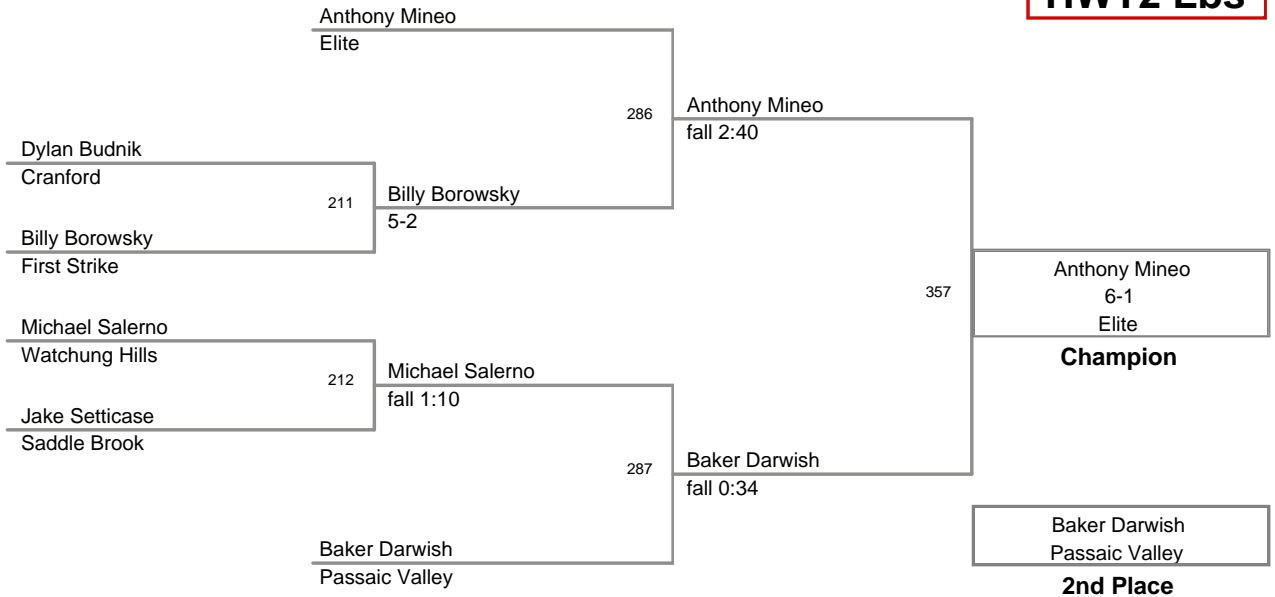 HWT2 Lbs
Anthony Mineo
Elite
286
Anthony Mineo
fall 2:40
Dylan Budnik
Cranford
211
Billy Borowsky
5-2
Billy Borowsky
First Strike
357
Anthony Mineo
6-1
Elite
Champion
Michael Salerno
Watchung Hills
212
Michael Salerno
fall 1:10
Jake Setticase
Saddle Brook
287
Baker Darwish
fall 0:34
Baker Darwish
Passaic Valley
Baker Darwish
Passaic Valley
2nd Place